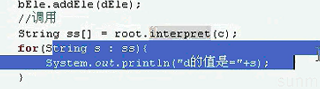 bEle.addEle(dEle);
//调用
String ss[] = root.interpret(c);
for(String s : ss){
System.out.println("d的值是="+s);
}